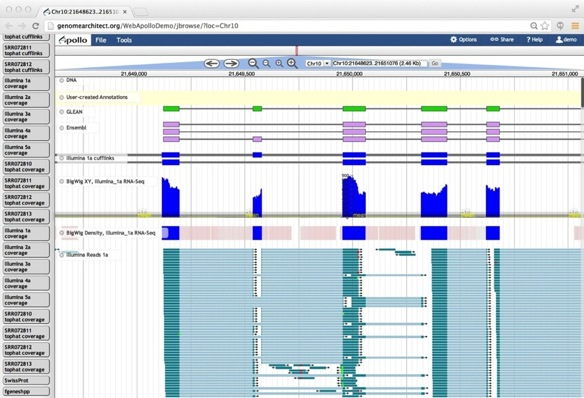 Chr10:21648623..2165107
genomearchitect.org/WebApolloDemo/jbrowse/?loc=Chr10
tophat cufflinks
SRR072811
tophat cufflinks
SRR072812
tophat cufflinks
Illumina 1a
coverage
Illumina 2a
coverage
Illumina 3a
coverage
Illumina 4a
coverage
Illumina 5a
coverage
SRR072810
tophat coverage
SRR072811
tophat coverage
SRR072812
tophat coverage
SRR072813
tophat coverage
Illumina 1a
coverage
Illumina 2a
coverage
Illumina 3a
coverage
Illumina 4a
coverage
Illumina 5a
coverage
SRR072810
tophat coverage
SRR072811
tophat coverage
SRR072812
tophat coverage
SRR072813
tophat coverage
SwissProt
fgeneshpp
Apollo File Tools Options Share ? Help demo
Chr10 Chr10:21648623..21651076 (2.46 Kb) Go
21,649,000 21,649,500 21,650,000 21,650,500 21,651,000
DNA
User-created Annotations
GLEAN
Ensembl
Illumina 1a cufflinks
BigWig XY, Illumina_1a RNA-Seq
BigWig Density, Illumina_1a RNA-Seq
Illumina Reads 1a